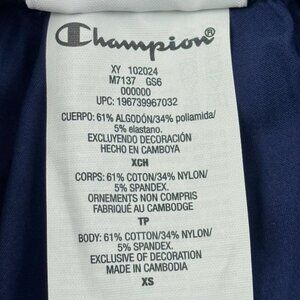 Champion®
XY 102024
M7137 GS6
000000
UPC: 196739967032
CUERPO: 61% ALGODÓN/34% poliamida/
5% elastano.
EXCLUYENDO DECORACIÓN
HECHO EN CAMBOYA
XCH
CORPS: 61% COTON/34% NYLON/
5% SPANDEX.
ORNEMENTS NON COMPRIS
FABRIQUÉ AU CAMBODGE
TP
BODY: 61% COTTON/34% NYLON/
5% SPANDEX.
EXCLUSIVE OF DECORATION
MADE IN CAMBODIA
XS